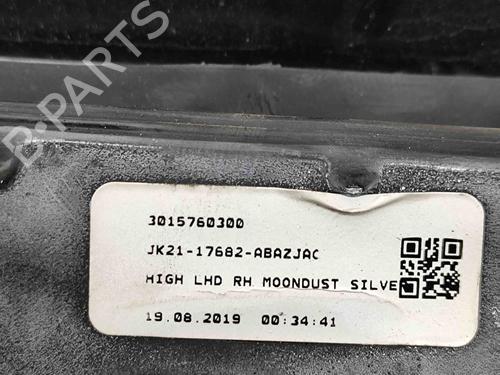 B-PARTS
3015760300
JK21-17682-ABAZJAC
HIGH LHD RH MOONDUST SILVE
19.08.2019 00:34:41